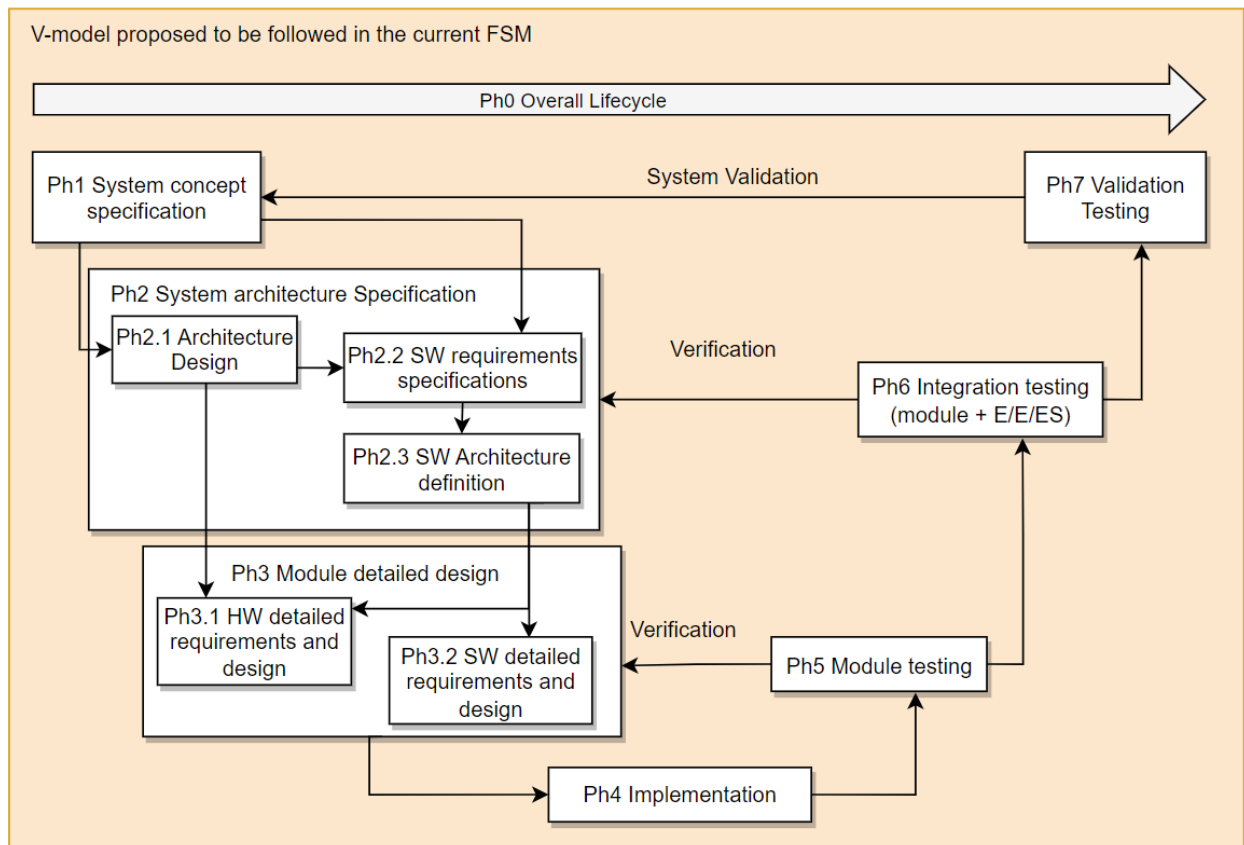 V-model proposed to be followed in the current FSM
Ph0 Overall Lifecycle
Ph1 System concept
specification
System Validation
Ph7 Validation
Testing
Ph2 System architecture Specification
Ph2.1 Architecture
Design
Ph2.2 SW requirements
specifications
Verification
Ph6 Integration testing
(module + E/E/ES)
Ph2.3 SW Architecture
definition
Ph3 Module detailed design
Ph3.1 HW detailed
requirements and
design
Ph3.2 SW detailed
requirements and
design
Verification
Ph5 Module testing
Ph4 Implementation